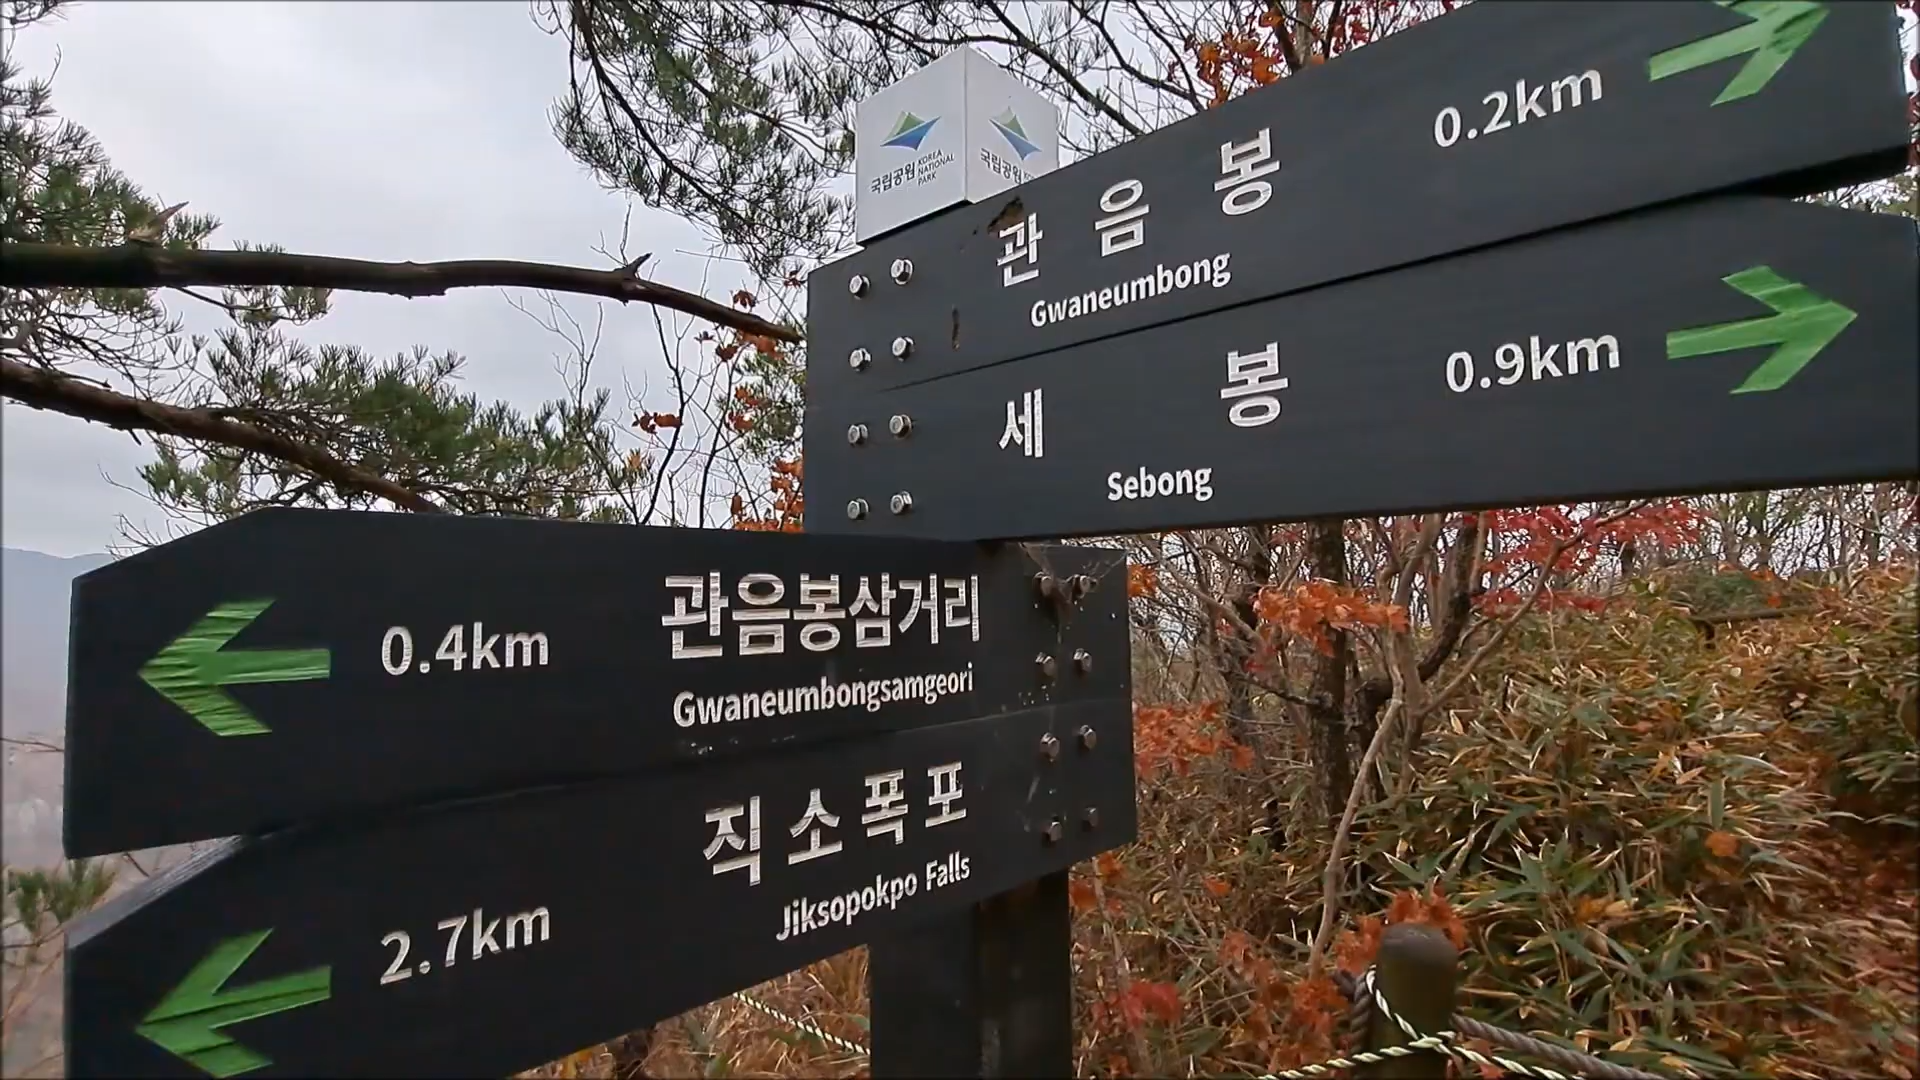 국립공원 KOREA NATIONAL PARK
국립공원
관음봉 0.2km
Gwaneumbong
세봉 0.9km
Sebong
0.4km 관음봉삼거리
Gwaneumbongsamgeori
2.7km 직소폭포
Jiksopokpo Falls